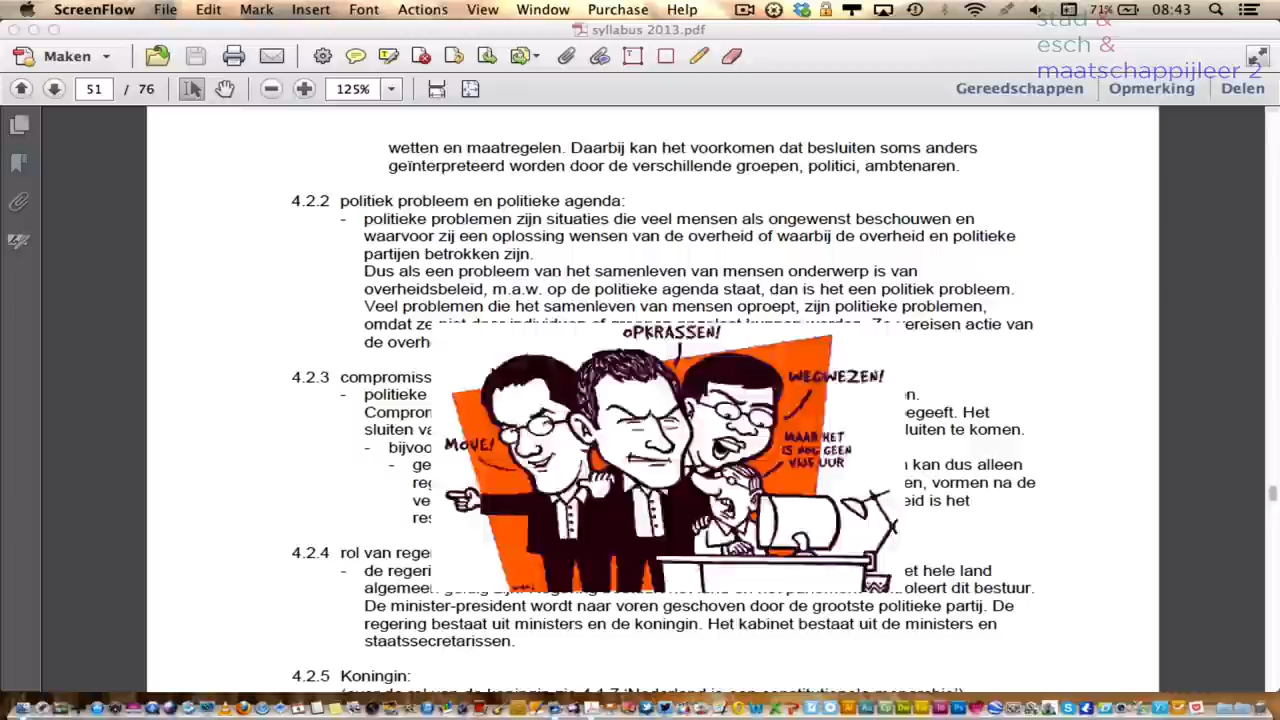 ScreenFlow File Edit Mark Insert Font Actions View Window Purchase Help 71% 08:43
syllabus 2013.pdf
stad &
esch &
maatschappijleer 2
Maken
51 / 76 125% Gereedschappen Opmerking Delen
wetten en maatregelen. Daarbij kan het voorkomen dat besluiten soms anders
geïnterpreteerd worden door de verschillende groepen, politici, ambtenaren.
4.2.2 politiek probleem en politieke agenda:
- politieke problemen zijn situaties die veel mensen als ongewenst beschouwen en
waarvoor zij een oplossing wensen van de overheid of waarbij de overheid en politieke
partijen betrokken zijn.
Dus als een probleem van het samenleven van mensen onderwerp is van
overheidsbeleid, m.a.w. op de politieke agenda staat, dan is het een politiek probleem.
Veel problemen die het samenleven van mensen oproept, zijn politieke problemen,
omdat ze vereisen actie van
de overh
OPKRASSEN!
WEGWEZEN!
MOVE!
MAAR HET
IS NOG GEEN
VIJF UUR
4.2.3 compromiss
- politieke en.
Compron egeeft. Het
sluiten va sluiten te komen.
- bijvoo
- ge n kan dus alleen
reg en, vormen na de
ve eid is het
res
4.2.4 rol van reger
- de regeri et hele land
algemee oleert dit bestuur.
De minister-president wordt naar voren geschoven door de grootste politieke partij. De
regering bestaat uit ministers en de koningin. Het kabinet bestaat uit de ministers en
staatssecretarissen.
4.2.5 Koningin: